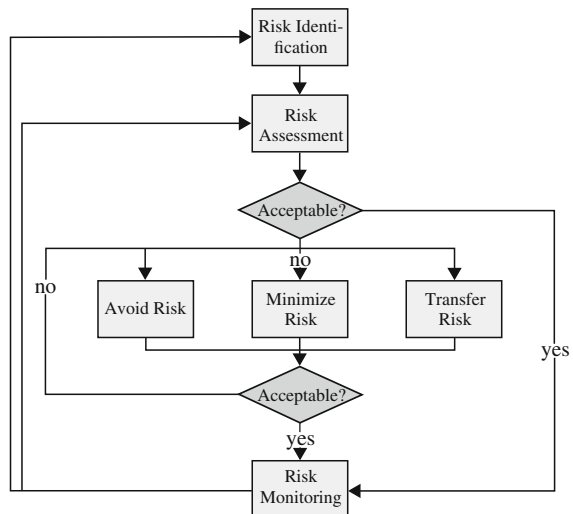 Risk Identi-
fication
Risk
Assessment
Acceptable?
no
no
Avoid Risk
Minimize
Risk
Transfer
Risk
yes
Acceptable?
yes
Risk
Monitoring